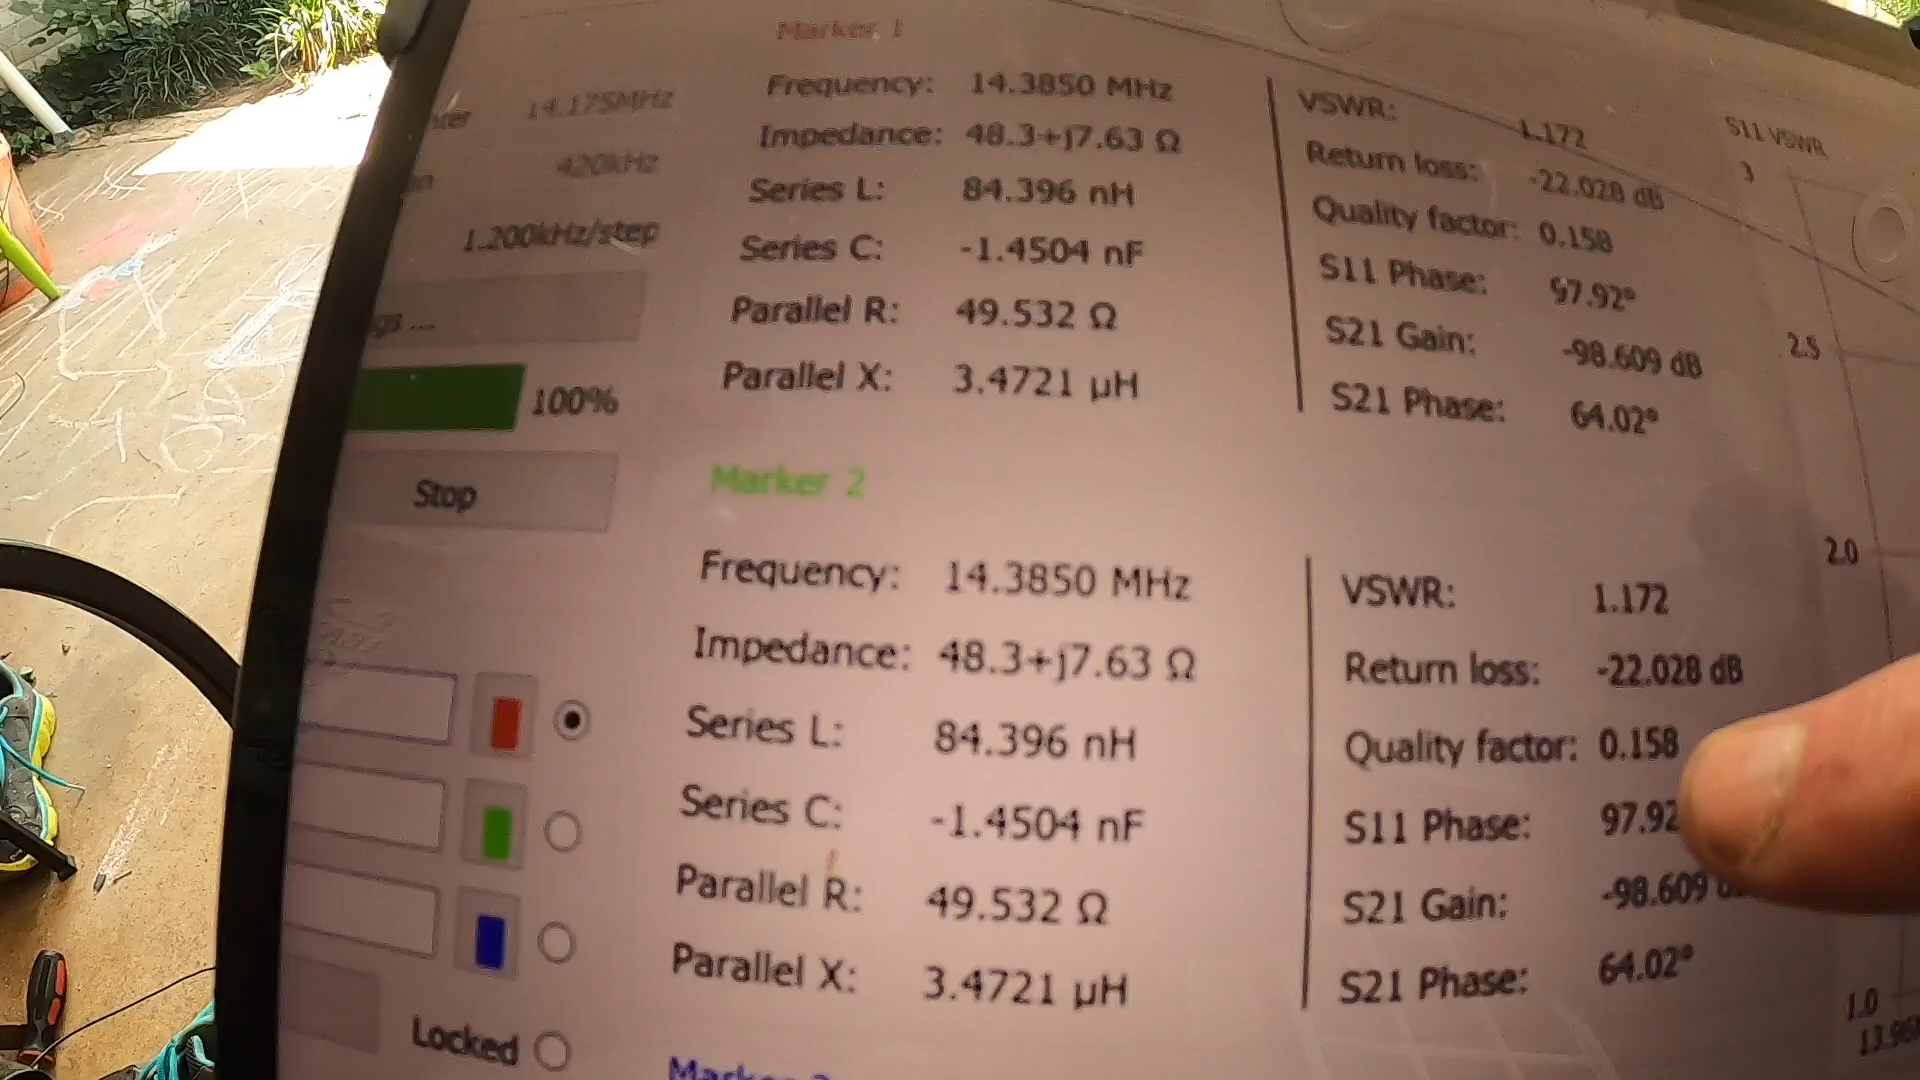 Marker 1
Frequency: 14.3850 MHz
Impedance: 48.3+j7.63 Ω
Series L: 84.396 nH
Series C: -1.4504 nF
Parallel R: 49.532 Ω
Parallel X: 3.4721 µH
VSWR: 1.172
Return loss: -22.028 dB
Quality factor: 0.158
S11 Phase: 97.92°
S21 Gain: -98.609 dB
S21 Phase: 64.02°
14.175MHz
420kHz
1.200kHz/step
100%
Stop
Marker 2
Frequency: 14.3850 MHz
Impedance: 48.3+j7.63 Ω
Series L: 84.396 nH
Series C: -1.4504 nF
Parallel R: 49.532 Ω
Parallel X: 3.4721 µH
VSWR: 1.172
Return loss: -22.028 dB
Quality factor: 0.158
S11 Phase: 97.92
S21 Gain: -98.609
S21 Phase: 64.02°
Locked
S11 VSWR
3
2.5
2.0
1.0